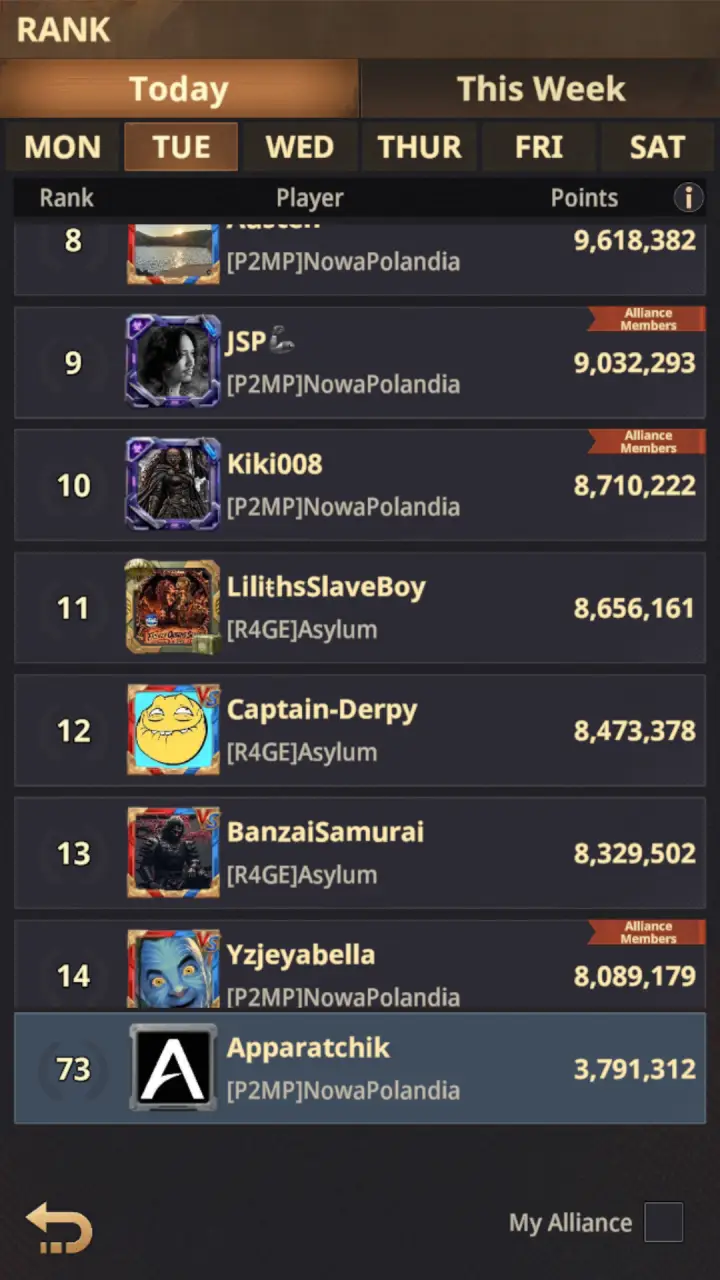 RANK
Today
This Week
MON
TUE
WED
THUR
FRI
SAT
Rank
Player
Points
8
[P2MP]NowaPolandia
9,618,382
Alliance
Members
9
JSP
[P2MP]NowaPolandia
9,032,293
Alliance
Members
10
Kiki008
[P2MP]NowaPolandia
8,710,222
11
LilithsSlaveBoy
[R4GE]Asylum
8,656,161
12
VS
Captain-Derpy
[R4GE]Asylum
8,473,378
13
VS
BanzaiSamurai
[R4GE]Asylum
8,329,502
Alliance
Members
14
VS
Yzjeyabella
[P2MP]NowaPolandia
8,089,179
73
A
Apparatchik
[P2MP]NowaPolandia
3,791,312
My Alliance